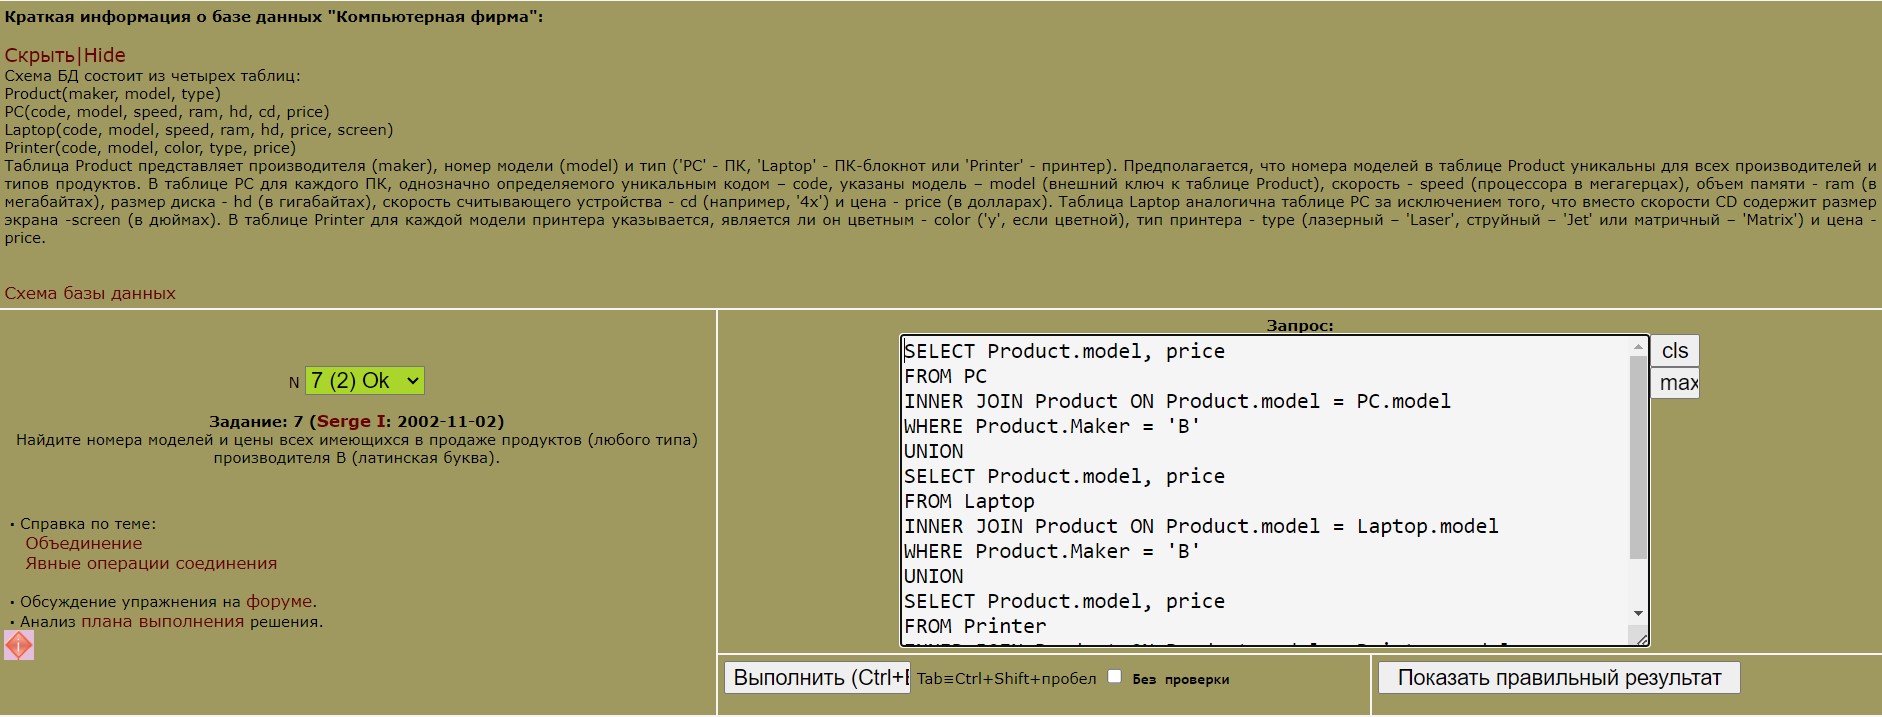 Краткая информация о базе данных "Компьютерная фирма":
Скрыть|Hide
Схема БД состоит из четырех таблиц:
Product(maker, model, type)
PC(code, model, speed, ram, hd, cd, price)
Laptop(code, model, speed, ram, hd, price, screen)
Printer(code, model, color, type, price)
Таблица Product представляет производителя (maker), номер модели (model) и тип ('PC' - ПК, 'Laptop' - ПК-блокнот или 'Printer' - принтер). Предполагается, что номера моделей в таблице Product уникальны для всех производителей и
типов продуктов. В таблице PC для каждого ПК, однозначно определяемого уникальным кодом – code, указаны модель – model (внешний ключ к таблице Product), скорость - speed (процессора в мегагерцах), объем памяти - ram (в
мегабайтах), размер диска - hd (в гигабайтах), скорость считывающего устройства - cd (например, '4x') и цена - price (в долларах). Таблица Laptop аналогична таблице РС за исключением того, что вместо скорости CD содержит размер
экрана -screen (в дюймах). В таблице Printer для каждой модели принтера указывается, является ли он цветным - color ('y', если цветной), тип принтера - type (лазерный – 'Laser', струйный – 'Jet' или матричный – 'Matrix') и цена -
price.
Схема базы данных
N 7 (2) Ok
Задание: 7 (Serge I: 2002-11-02)
Найдите номера моделей и цены всех имеющихся в продаже продуктов (любого типа)
производителя B (латинская буква).
· Справка по теме:
Объединение
Явные операции соединения
· Обсуждение упражнения на форуме.
· Анализ плана выполнения решения.
Запрос:
SELECT Product.model, price
FROM PC
INNER JOIN Product ON Product.model = PC.model
WHERE Product.Maker = 'B'
UNION
SELECT Product.model, price
FROM Laptop
INNER JOIN Product ON Product.model = Laptop.model
WHERE Product.Maker = 'B'
UNION
SELECT Product.model, price
FROM Printer
cls
max
Выполнить (Ctrl+E
Tab≡Ctrl+Shift+пробел
Без проверки
Показать правильный результат